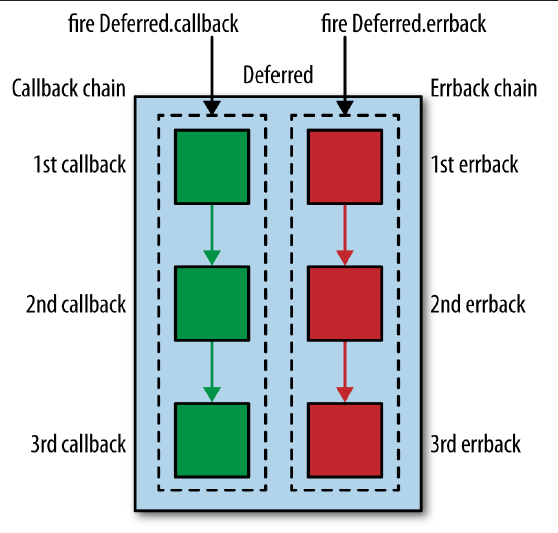 fire Deferred.callback
fire Deferred.errback
Deferred
Callback chain
Errback chain
1st callback
1st errback
2nd callback
2nd errback
3rd callback
3rd errback